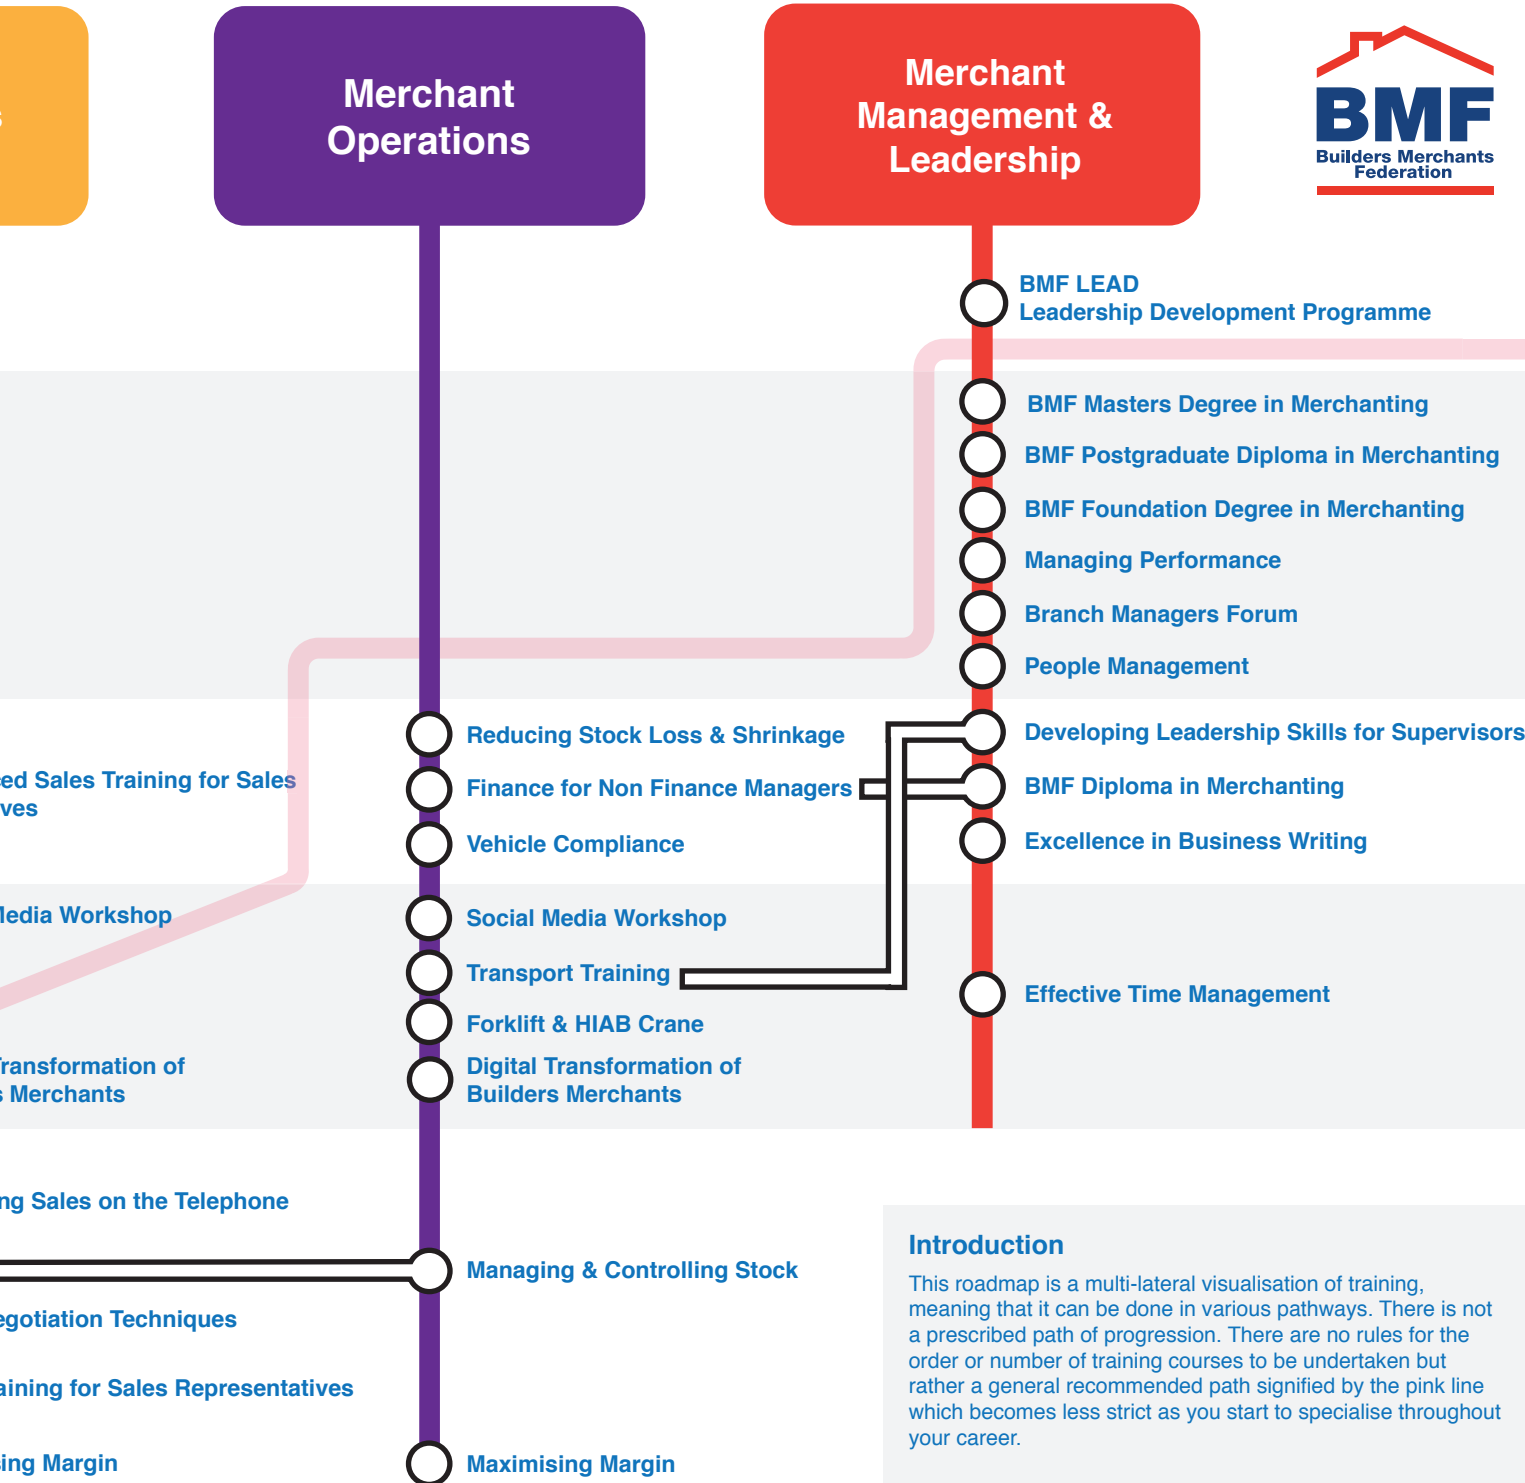 Merchant
Operations
Merchant
Management &
Leadership
BMF
Builders Merchants
Federation
BMF LEAD
Leadership Development Programme
BMF Masters Degree in Merchanting
BMF Postgraduate Diploma in Merchanting
BMF Foundation Degree in Merchanting
Managing Performance
Branch Managers Forum
People Management
Developing Leadership Skills for Supervisors
BMF Diploma in Merchanting
Excellence in Business Writing
Effective Time Management
Reducing Stock Loss & Shrinkage
Finance for Non Finance Managers
Vehicle Compliance
Social Media Workshop
Transport Training
Forklift & HIAB Crane
Digital Transformation of
Builders Merchants
Managing & Controlling Stock
Maximising Margin
Sales Training for Sales
Workshop
of
Merchants
Sales on the Telephone
Techniques
for Sales Representatives
Margin
Introduction
This roadmap is a multi-lateral visualisation of training,
meaning that it can be done in various pathways. There is not
a prescribed path of progression. There are no rules for the
order or number of training courses to be undertaken but
rather a general recommended path signified by the pink line
which becomes less strict as you start to specialise throughout
your career.